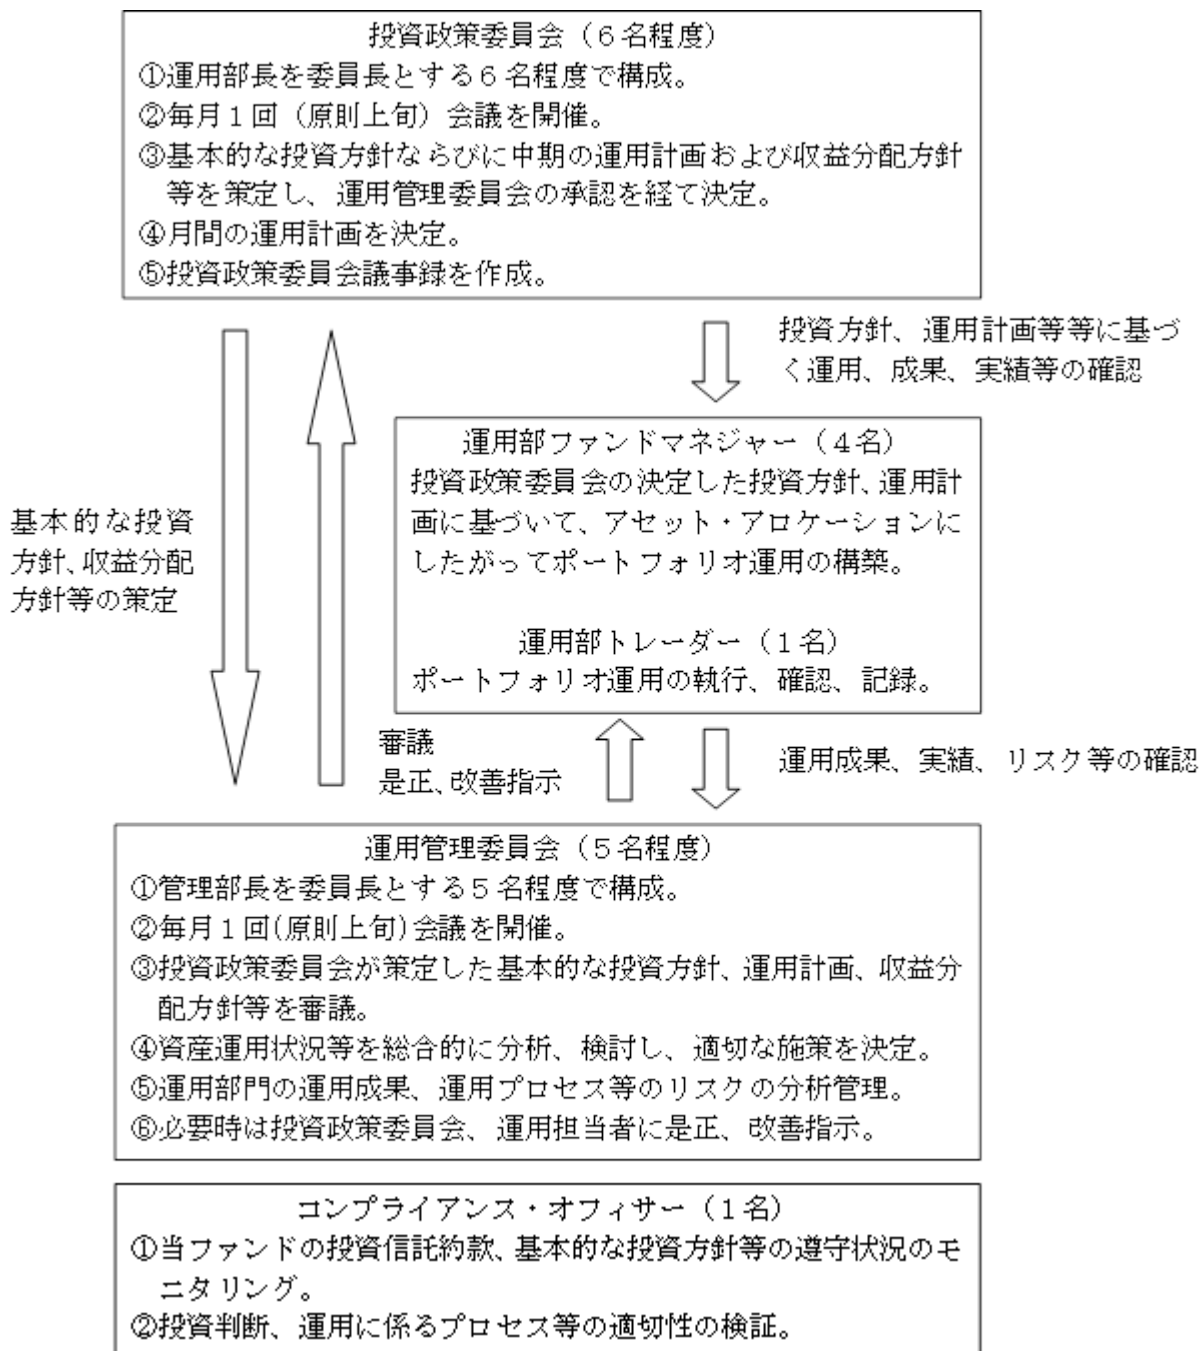 投資政策委員会（６名程度）
①運用部長を委員長とする６名程度で構成。
②毎月１回（原則上旬）会議を開催。
③基本的な投資方針ならびに中期の運用計画および収益分配方針
等を策定し、運用管理委員会の承認を経て決定。
④月間の運用計画を決定。
⑤投資政策委員会議事録を作成。
投資方針、運用計画等等に基づ
く運用、成果、実績等の確認
基本的な投資
方針、収益分配
方針等の策定
運用部ファンドマネジャー（４名）
投資政策委員会の決定した投資方針、運用計
画に基づいて、アセット・アロケーションに
したがってポートフォリオ運用の構築。
運用部トレーダー（１名）
ポートフォリオ運用の執行、確認、記録。
審議
是正、改善指示
運用成果、実績、リスク等の確認
運用管理委員会（５名程度）
①管理部長を委員長とする５名程度で構成。
②毎月１回(原則上旬)会議を開催。
③投資政策委員会が策定した基本的な投資方針、運用計画、収益分
配方針等を審議。
④資産運用状況等を総合的に分析、検討し、適切な施策を決定。
⑤運用部門の運用成果、運用プロセス等のリスクの分析管理。
⑥必要時は投資政策委員会、運用担当者に是正、改善指示。
コンプライアンス・オフィサー（１名）
①当ファンドの投資信託約款、基本的な投資方針等の遵守状況のモ
ニタリング。
②投資判断、運用に係るプロセス等の適切性の検証。